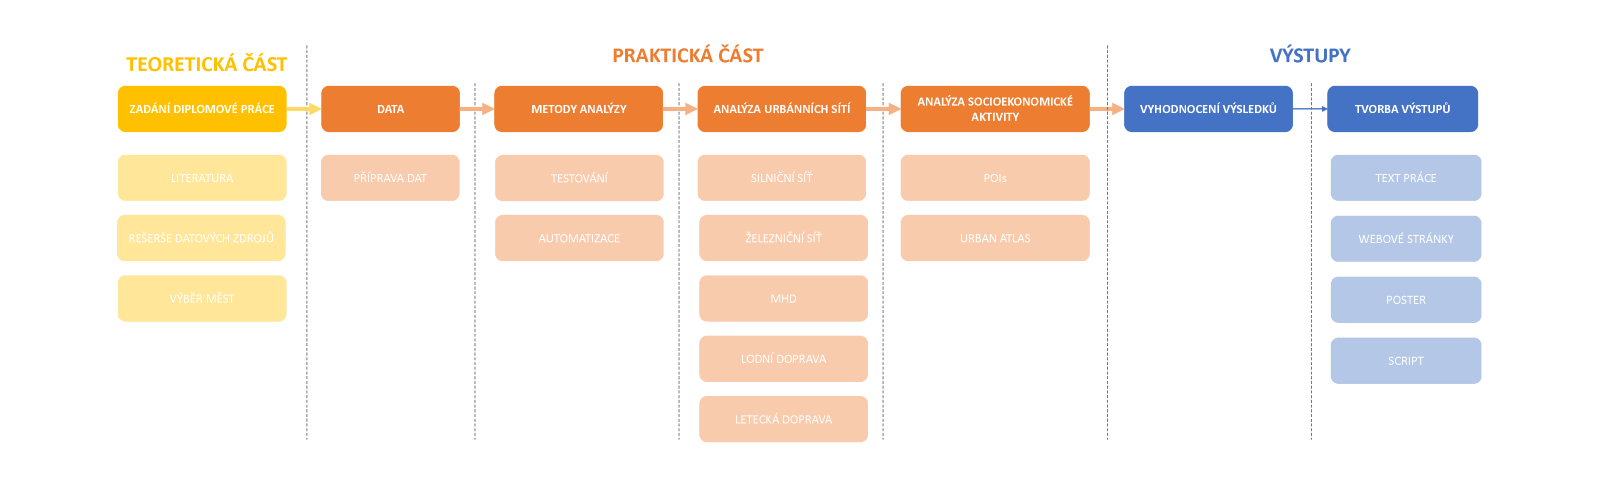 TEORETICKÁ ČÁST
PRAKTICKÁ ČÁST
VÝSTUPY
ZADÁNÍ DIPLOMOVÉ PRÁCE
DATA
METODY ANALÝZY
ANALÝZA URBÁNNÍCH SÍTÍ
ANALÝZA SOCIOEKONOMICKÉ
AKTIVITY
VYHODNOCENÍ VÝSLEDKŮ
TVORBA VÝSTUPŮ
LITERATURA
PŘÍPRAVA DAT
TESTOVÁNÍ
SILNIČNÍ SÍŤ
POIs
TEXT PRÁCE
REŠERŠE DATOVÝCH ZDROJŮ
AUTOMATIZACE
ŽELEZNIČNÍ SÍŤ
URBAN ATLAS
WEBOVÉ STRÁNKY
VÝBĚR MĚST
MHD
POSTER
LODNÍ DOPRAVA
SCRIPT
LETECKÁ DOPRAVA